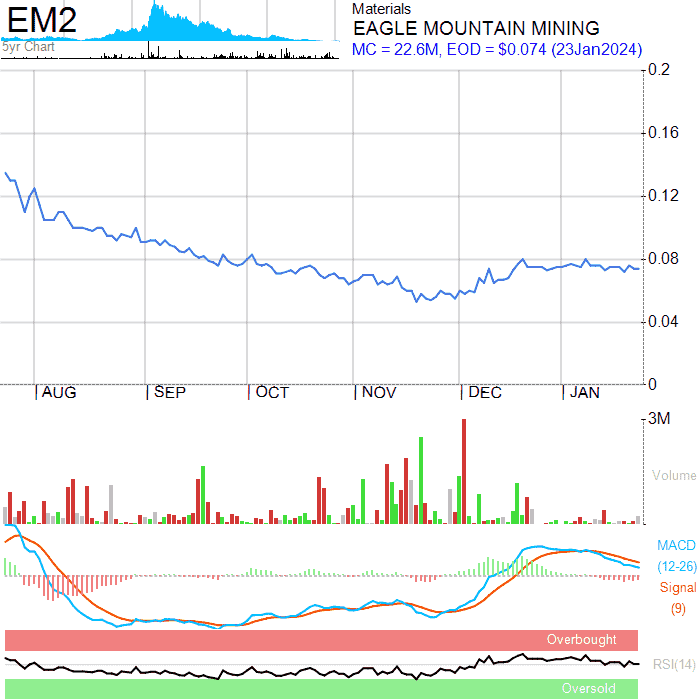 EM2
5yr Chart
Materials
EAGLE MOUNTAIN MINING
MC = 22.6M, EOD = $0.074 (23Jan2024)
0.2
0.16
0.12
0.08
0.04
0
AUG
SEP
OCT
NOV
DEC
JAN
3M
Volume
MACD
(12-26)
Signal
(9)
Overbought
RSI(14)
Oversold